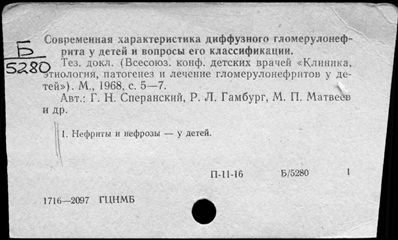 Современная характеристика диффузного гломерулонеф-
Б
рита у детей и вопросы его классификации.
5280
Тез. докл. (Всесоюз. конф. детских врачей «Клиника,
этиология, патогенез и лечение гломерулонефритов у де-
тей»). М., 1968, с. 5—7.
Авт.: Г. Н. Сперанский, Р. Л. Гамбург, М. П. Матвеев
и др.
1. Нефриты и нефрозы — у детей.
П-11-16 Б/5280 1
1716—2097 ГЦНМБ